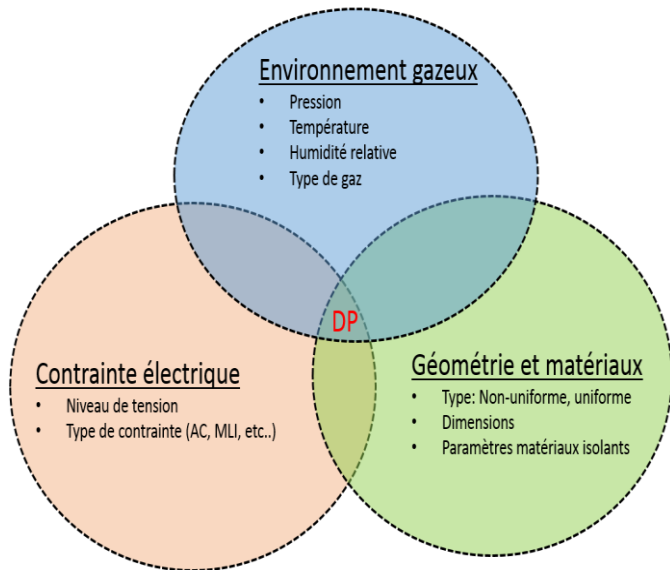 Environnement gazeux
• Pression
• Température
• Humidité relative
• Type de gaz
DP
Contrainte électrique
• Niveau de tension
• Type de contrainte (AC, MLI, etc..)
Géométrie et matériaux
• Type: Non-uniforme, uniforme
• Dimensions
• Paramètres matériaux isolants